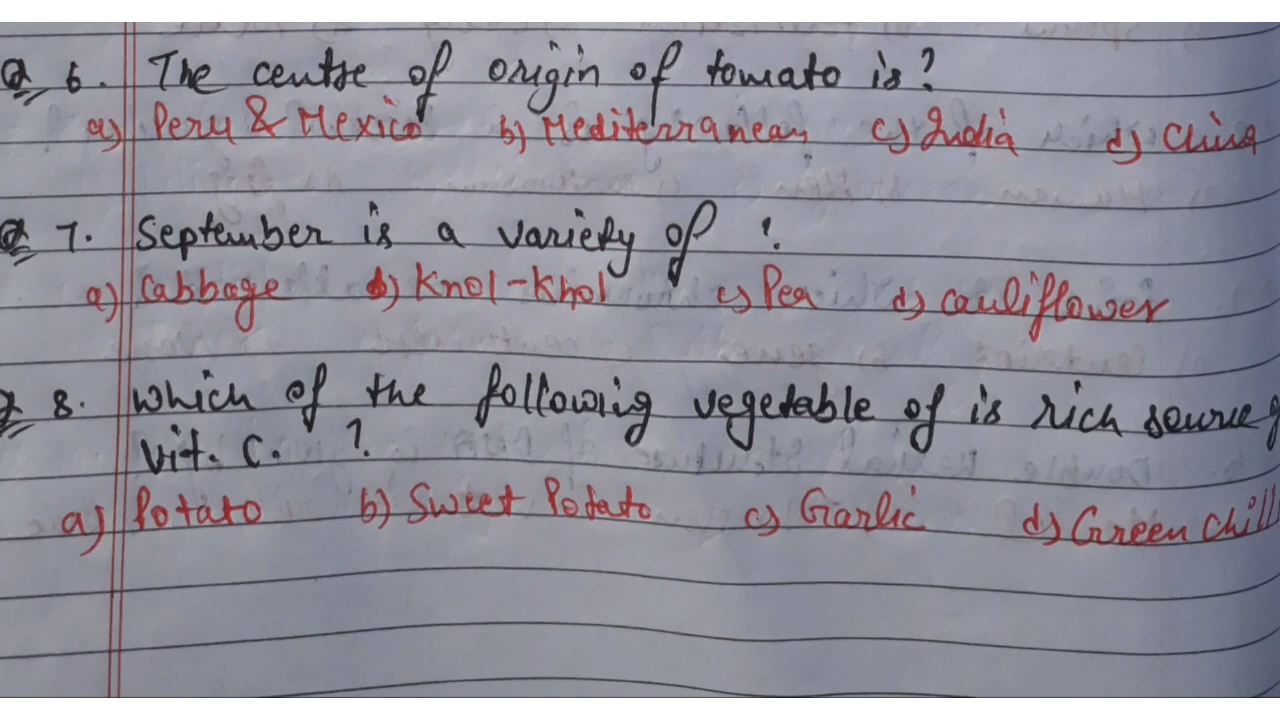 Q 6. The centre of origin of tomato is?
a) Peru & Mexico b) Mediterranean c) India d) China
Q 7. September is a variety of ?
a) Cabbage b) Knol-Khol c) Pea d) Cauliflower
Q 8. which of the following vegetable of is rich source of
vit. C. ?
a) Potato b) Sweet Potato c) Garlic d) Green chill